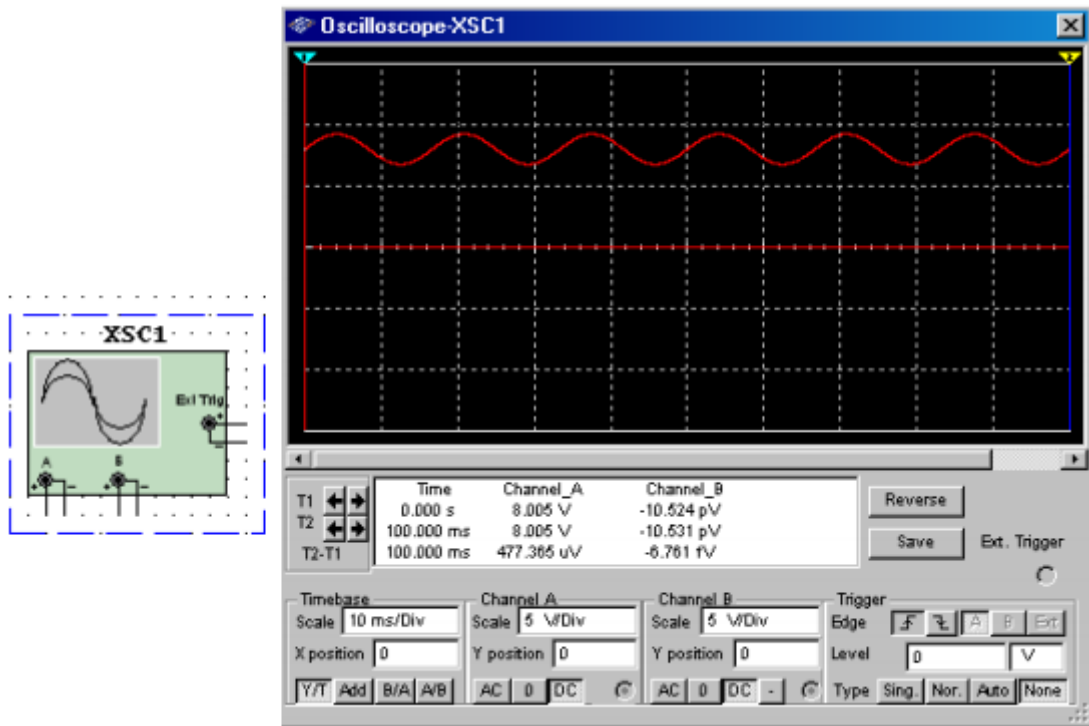 Oscilloscope-XSC1
1
2
XSC1
Ext Trig
+
-
A
B
+ - + -
T1
T2
T2-T1
Time Channel_A Channel_B
0.000 s 8.005 V -10.524 pV
100.000 ms 8.005 V -10.531 pV
100.000 ms 477.365 uV -6.761 fV
Reverse
Save
Ext. Trigger
Timebase
Scale 10 ms/Div
X position 0
Y/T Add B/A A/B
Channel A
Scale 5 V/Div
Y position 0
AC 0 DC
Channel B
Scale 5 V/Div
Y position 0
AC 0 DC -
Trigger
Edge A B Ext
Level 0 V
Type Sing. Nor. Auto None